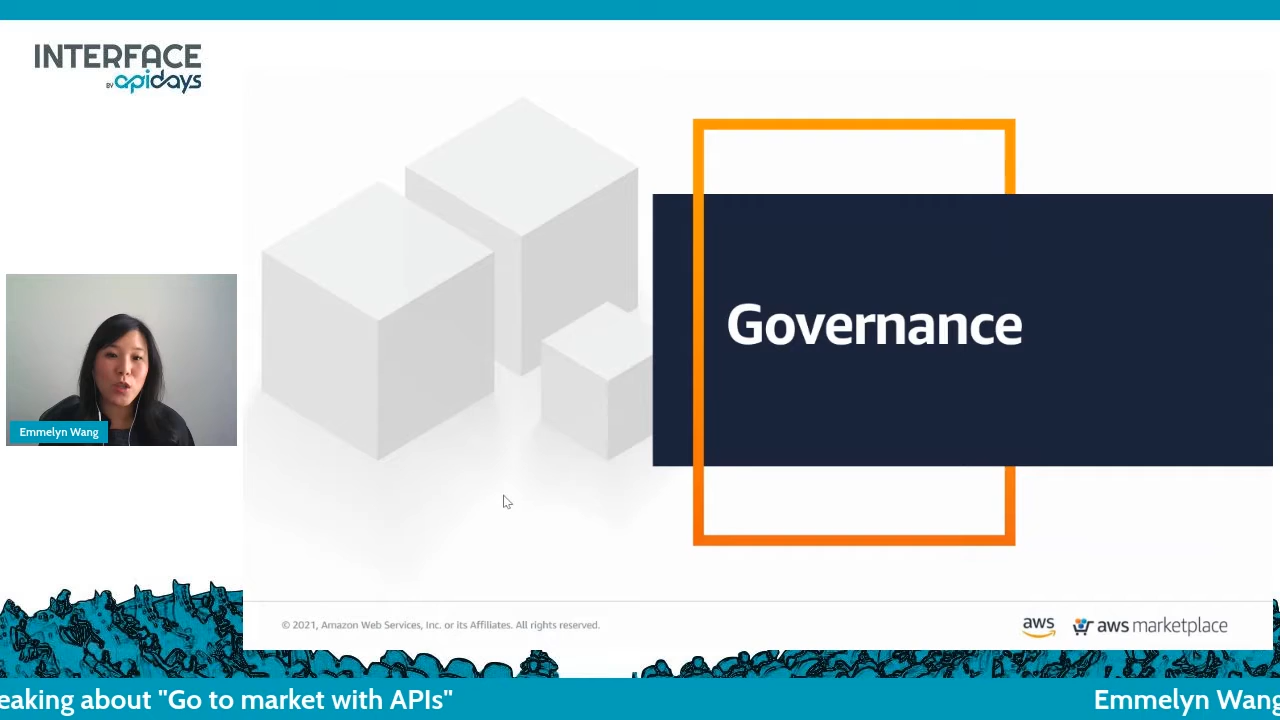 INTERFACE
BY apidays
Governance
Emmelyn Wang
© 2021, Amazon Web Services, Inc. or its Affiliates. All rights reserved.
aws
aws marketplace
eaking about "Go to market with APIs"
Emmelyn Wang